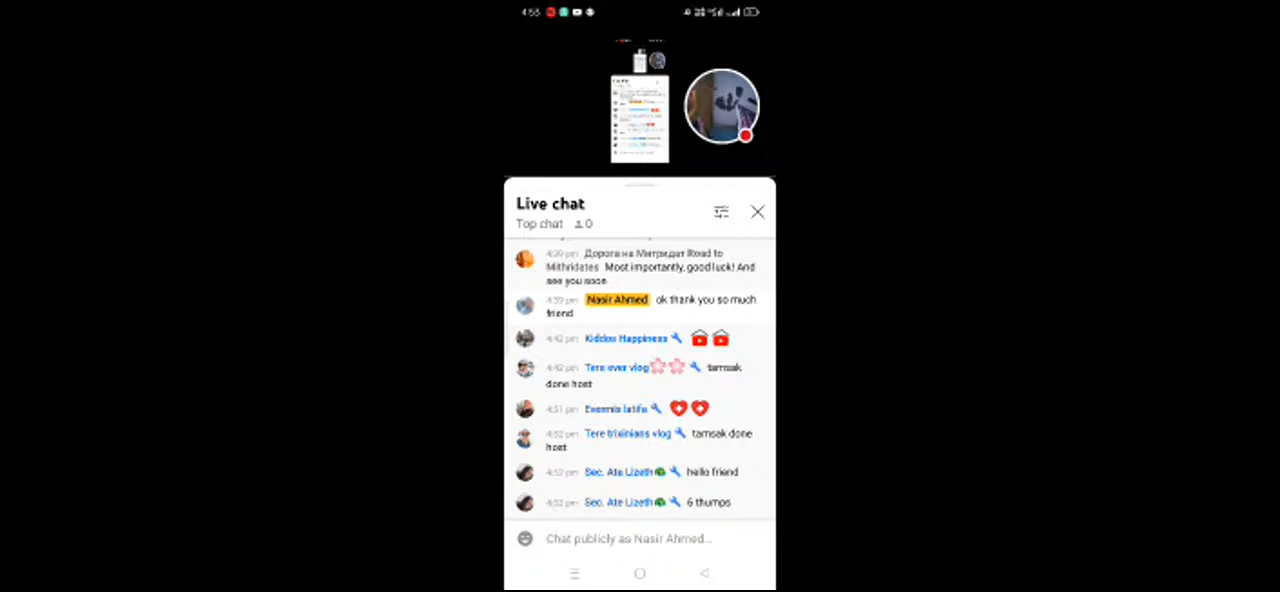 4:55
Live chat
Top chat 0
4:39 pm Дорога на Митридат Road to
Mithridates Most importantly, good luck! And
see you soon
4:39 pm Nasir Ahmed ok thank you so much
friend
4:42 pm Kiddos Happiness
4:42 pm Tere ever vlog tamsak
done host
4:51 pm Evermis latifa
4:52 pm Tere trixinians vlog tamsak done
host
4:52 pm Sec. Ate Lizeth hello friend
4:52 pm Sec. Ate Lizeth 6 thumps
Chat publicly as Nasir Ahmed...